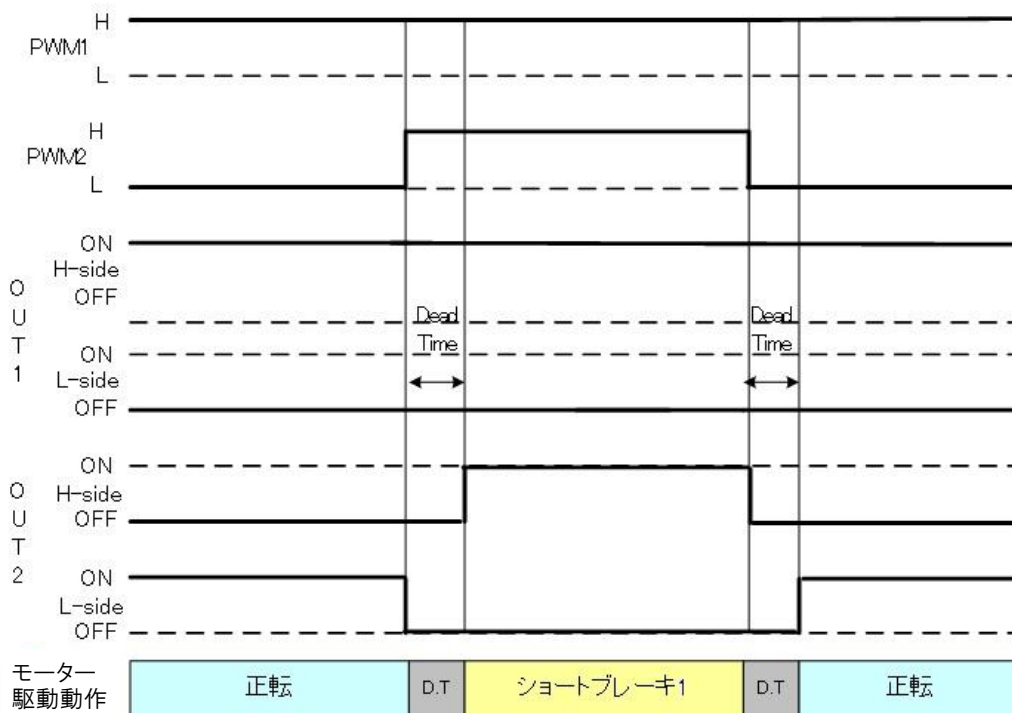 H
PWM1
L
H
PWM2
L
ON
H-side
OFF
OUT1
Dead Time
Dead Time
ON
L-side
OFF
ON
H-side
OFF
OUT2
ON
L-side
OFF
モーター
駆動動作
正転
D.T
ショートブレーキ1
D.T
正転